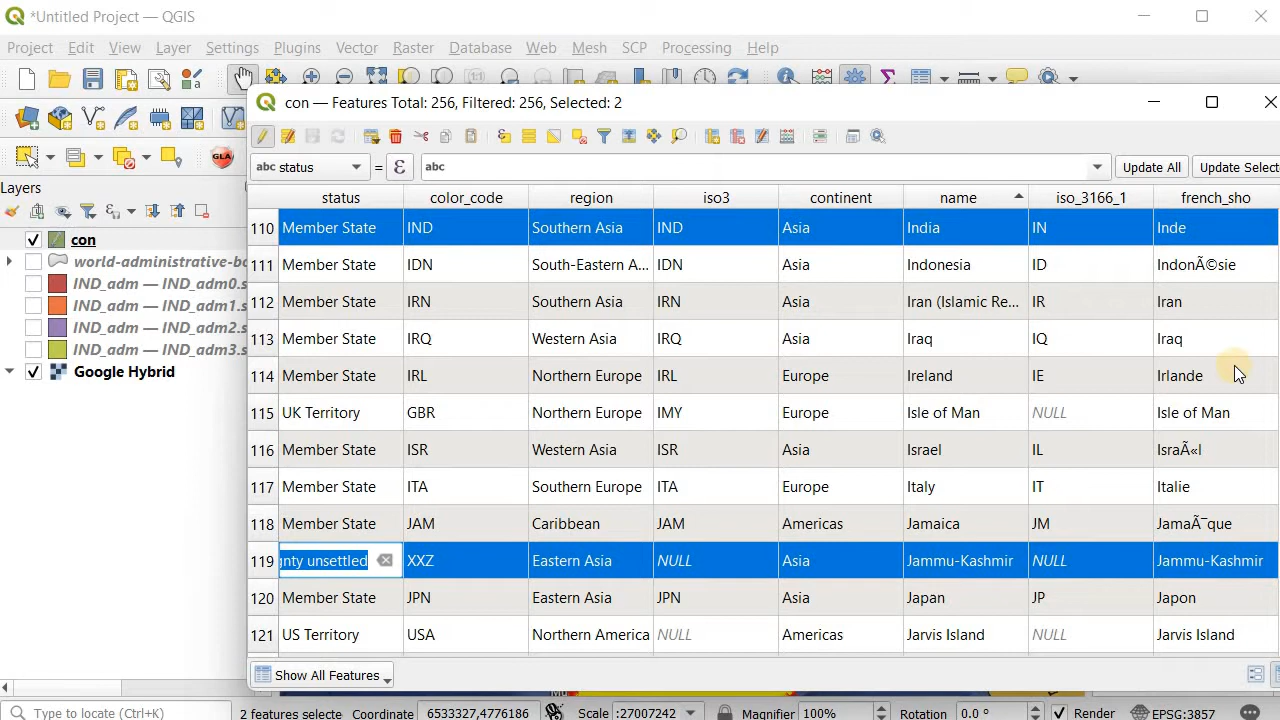 *Untitled Project — QGIS
Project Edit View Layer Settings Plugins Vector Raster Database Web Mesh SCP Processing Help
con — Features Total: 256, Filtered: 256, Selected: 2
GLA
abc status = ε abc Update All Update Select
Layers
con
world-administrative-bo
IND_adm — IND_adm0.s
IND_adm — IND_adm1.s
IND_adm — IND_adm2.s
IND_adm — IND_adm3.s
Google Hybrid
status color_code region iso3 continent name iso_3166_1 french_sho
110 Member State IND Southern Asia IND Asia India IN Inde
111 Member State IDN South-Eastern A... IDN Asia Indonesia ID IndonÃ©sie
112 Member State IRN Southern Asia IRN Asia Iran (Islamic Re... IR Iran
113 Member State IRQ Western Asia IRQ Asia Iraq IQ Iraq
114 Member State IRL Northern Europe IRL Europe Ireland IE Irlande
115 UK Territory GBR Northern Europe IMY Europe Isle of Man NULL Isle of Man
116 Member State ISR Western Asia ISR Asia Israel IL IsraÃ«l
117 Member State ITA Southern Europe ITA Europe Italy IT Italie
118 Member State JAM Caribbean JAM Americas Jamaica JM JamaÃ¯que
119 gnty unsettled XXZ Eastern Asia NULL Asia Jammu-Kashmir NULL Jammu-Kashmir
120 Member State JPN Eastern Asia JPN Asia Japan JP Japon
121 US Territory USA Northern America NULL Americas Jarvis Island NULL Jarvis Island
Show All Features
Type to locate (Ctrl+K) 2 features selecte Coordinate 6533327,4776186 Scale :27007242 Magnifier 100% Rotation 0.0 ° Render EPSG:3857